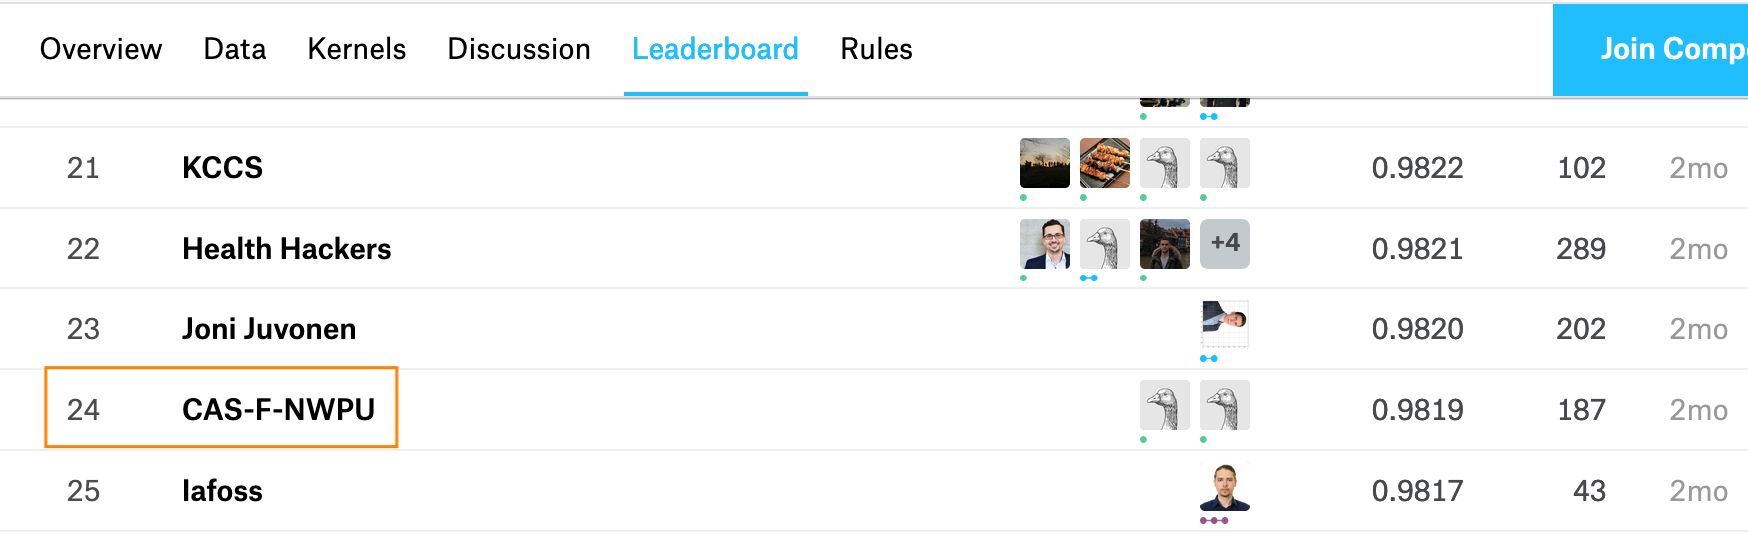 Overview Data Kernels Discussion Leaderboard Rules Join Comp
21 KCCS 0.9822 102 2mo
22 Health Hackers +4 0.9821 289 2mo
23 Joni Juvonen 0.9820 202 2mo
24 CAS-F-NWPU 0.9819 187 2mo
25 lafoss 0.9817 43 2mo